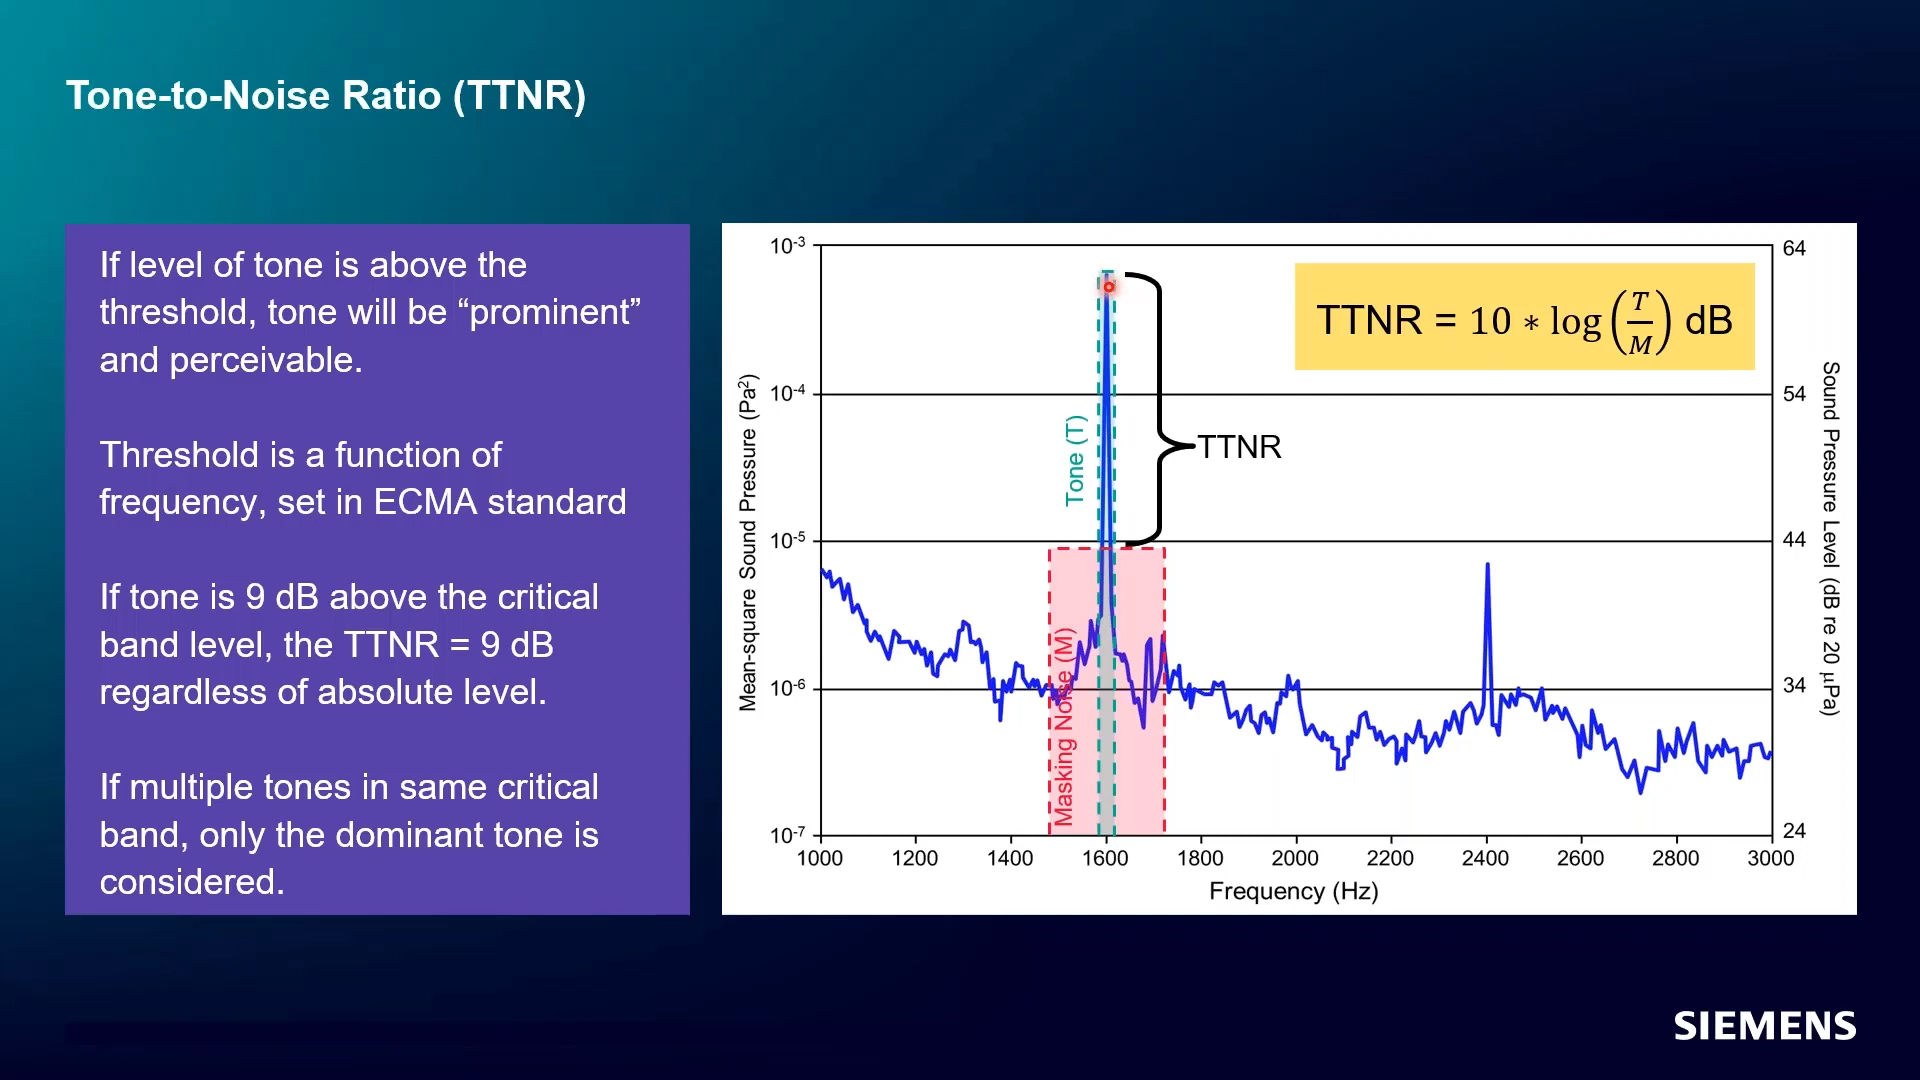 Tone-to-Noise Ratio (TTNR)
If level of tone is above the
threshold, tone will be “prominent”
and perceivable.
Threshold is a function of
frequency, set in ECMA standard
If tone is 9 dB above the critical
band level, the TTNR = 9 dB
regardless of absolute level.
If multiple tones in same critical
band, only the dominant tone is
considered.
Mean-square Sound Pressure (Pa²)
10⁻³
10⁻⁴
10⁻⁵
10⁻⁶
10⁻⁷
Tone (T)
Masking Noise (M)
TTNR
TTNR = 10 ∗ log (T/M) dB
64
54
44
34
24
Sound Pressure Level (dB re 20 μPa)
1000 1200 1400 1600 1800 2000 2200 2400 2600 2800 3000
Frequency (Hz)
SIEMENS